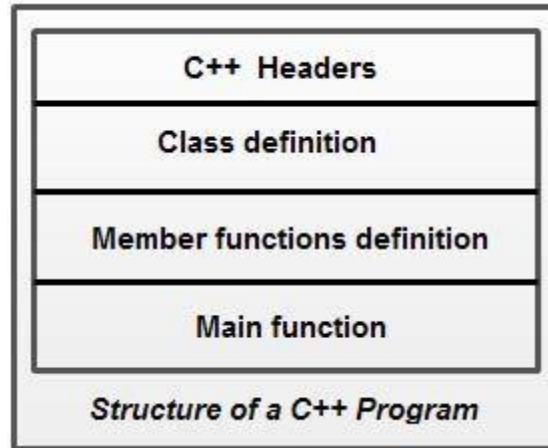 C++ Headers
Class definition
Member functions definition
Main function
Structure of a C++ Program